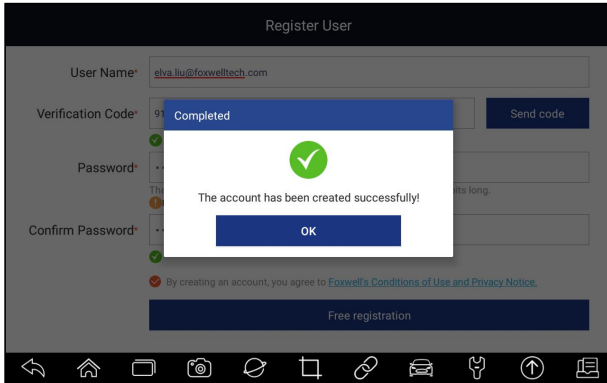 Register User
User Name* elva.liu@foxwelltech.com
Verification Code* 91 Send code
Completed
Password*
The its long.
The account has been created successfully!
OK
Confirm Password*
By creating an account, you agree to Foxwell's Conditions of Use and Privacy Notice.
Free registration